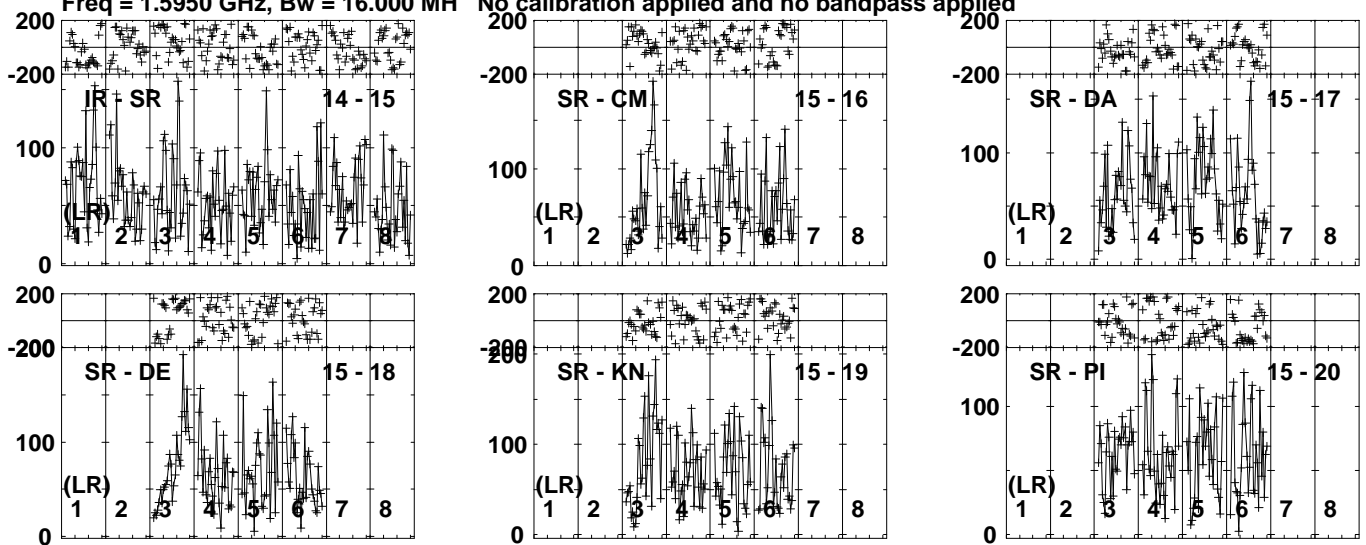 Freq = 1.5950 GHz, Bw = 16.000 MH No calibration applied and no bandpass applied
200
-200
IR - SR 14 - 15
100
(LR)
1 2 3 4 5 6 7 8
0
200
-200
SR - CM 15 - 16
100
(LR)
1 2 3 4 5 6 7 8
0
200
-200
SR - DA 15 - 17
100
(LR)
1 2 3 4 5 6 7 8
0
200
-200
SR - DE 15 - 18
100
(LR)
1 2 3 4 5 6 7 8
0
200
-200
200
SR - KN 15 - 19
100
(LR)
1 2 3 4 5 6 7 8
0
200
-200
SR - PI 15 - 20
100
(LR)
1 2 3 4 5 6 7 8
0